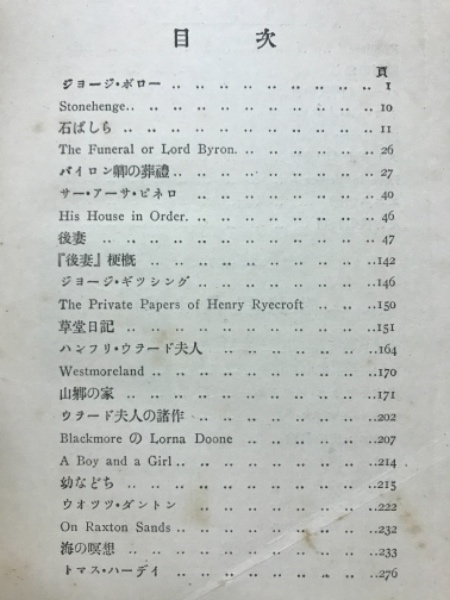 目次
頁
ジョージ・ボロー .. .. .. .. .. .. .. .. .. 1
Stonehenge.. .. .. .. .. .. .. .. .. .. 10
石ばしら .. .. .. .. .. .. .. .. .. .. 11
The Funeral or Lord Byron. .. .. .. .. .. .. 26
バイロン卿の葬禮.. .. .. .. .. .. .. .. .. 27
サー・アーサ・ピネロ .. .. .. .. .. .. .. .. 40
His House in Order. .. .. .. .. .. .. .. .. 46
後妻 .. .. .. .. .. .. .. .. .. .. .. 47
『後妻』梗概 .. .. .. .. .. .. .. .. .. ..142
ジョージ・ギツシング .. .. .. .. .. .. .. ..146
The Private Papers of Henry Ryecroft .. .. ..150
草堂日記 .. .. .. .. .. .. .. .. .. ..151
ハンフリ・ウラード夫人 .. .. .. .. .. .. ..164
Westmoreland .. .. .. .. .. .. .. .. .. ..170
山鄕の家 .. .. .. .. .. .. .. .. .. ..171
ウラード夫人の諸作 .. .. .. .. .. .. .. ..202
Blackmore の Lorna Doone .. .. .. .. .. ..207
A Boy and a Girl.. .. .. .. .. .. .. .. ..214
幼などち .. .. .. .. .. .. .. .. .. ..215
ウオツツ・ダントン .. .. .. .. .. .. .. ..222
On Raxton Sands .. .. .. .. .. .. .. .. ..232
海の瞑想 .. .. .. .. .. .. .. .. .. ..233
トマス・ハーデイ .. .. .. .. .. .. .. ..276